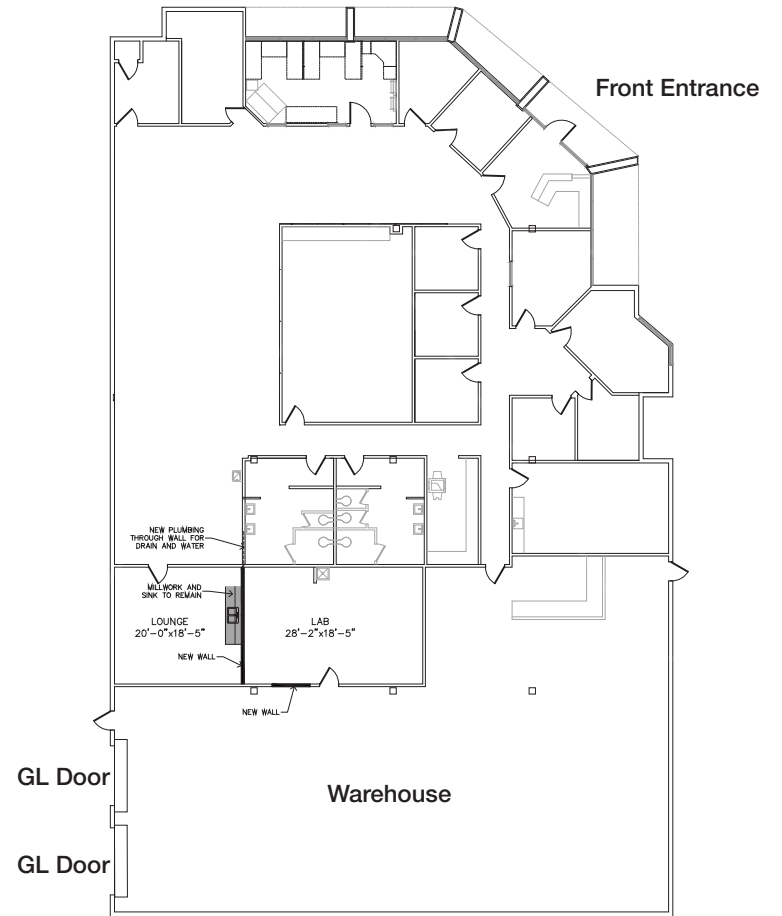 Front Entrance
NEW PLUMBING
THROUGH WALL FOR
DRAIN AND WATER
MILLWORK AND
SINK TO REMAIN
LOUNGE
20'-0"x18'-5"
LAB
28'-2"x18'-5"
NEW WALL
NEW WALL
GL Door
Warehouse
GL Door